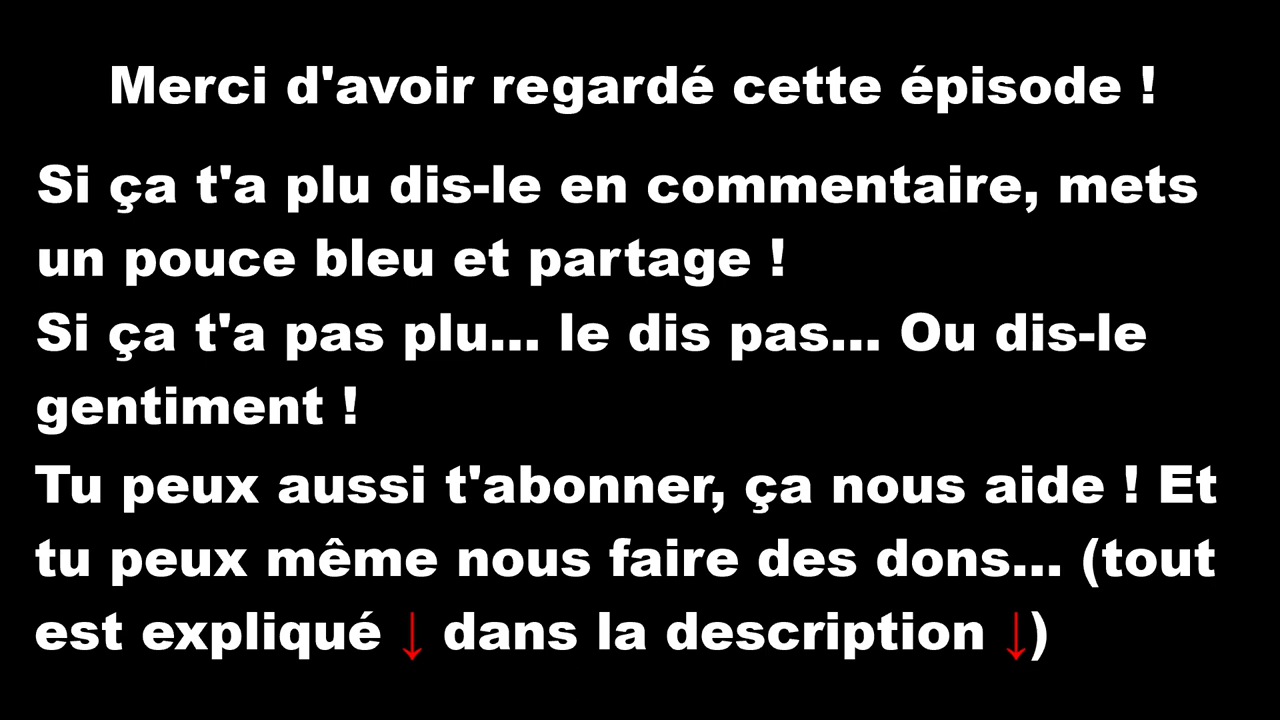 Merci d'avoir regardé cette épisode !
Si ça t'a plu dis-le en commentaire, mets
un pouce bleu et partage !
Si ça t'a pas plu... le dis pas... Ou dis-le
gentiment !
Tu peux aussi t'abonner, ça nous aide ! Et
tu peux même nous faire des dons... (tout
est expliqué ↓ dans la description ↓)